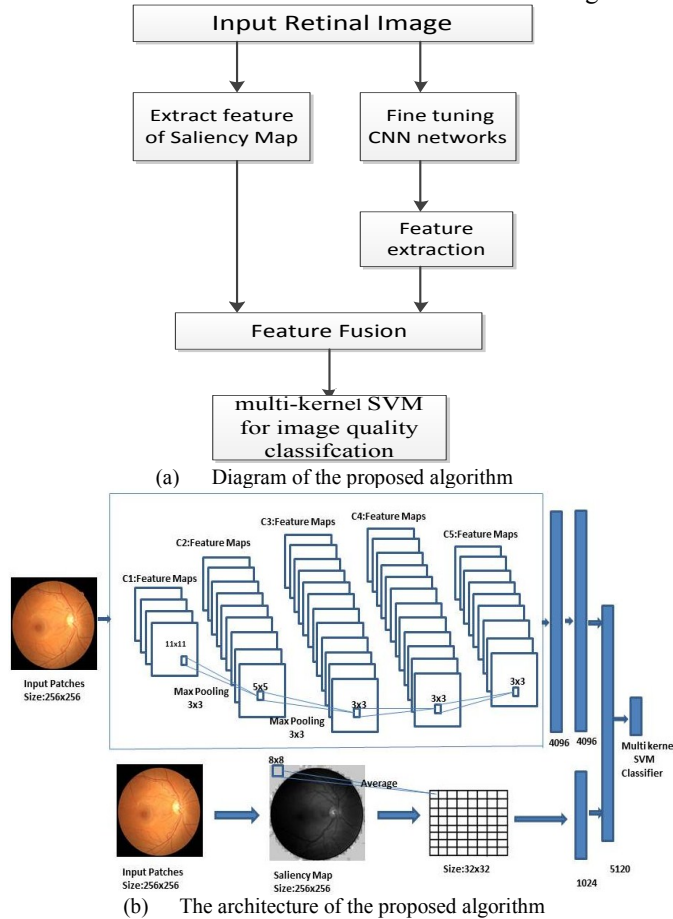 Input Retinal Image
Extract feature
of Saliency Map
Fine tuning
CNN networks
Feature
extraction
Feature Fusion
multi-kernel SVM
for image quality
classifcation
(a) Diagram of the proposed algorithm
C1:Feature Maps
C2:Feature Maps
C3:Feature Maps
C4:Feature Maps
C5:Feature Maps
11x11
5x5
3x3
3x3
3x3
Max Pooling
3x3
Max Pooling
3x3
Input Patches
Size:256x256
4096
4096
Multi kernel
SVM
Classifier
8x8
Average
Input Patches
Size:256x256
Saliency Map
Size:256x256
Size:32x32
1024
5120
(b) The architecture of the proposed algorithm